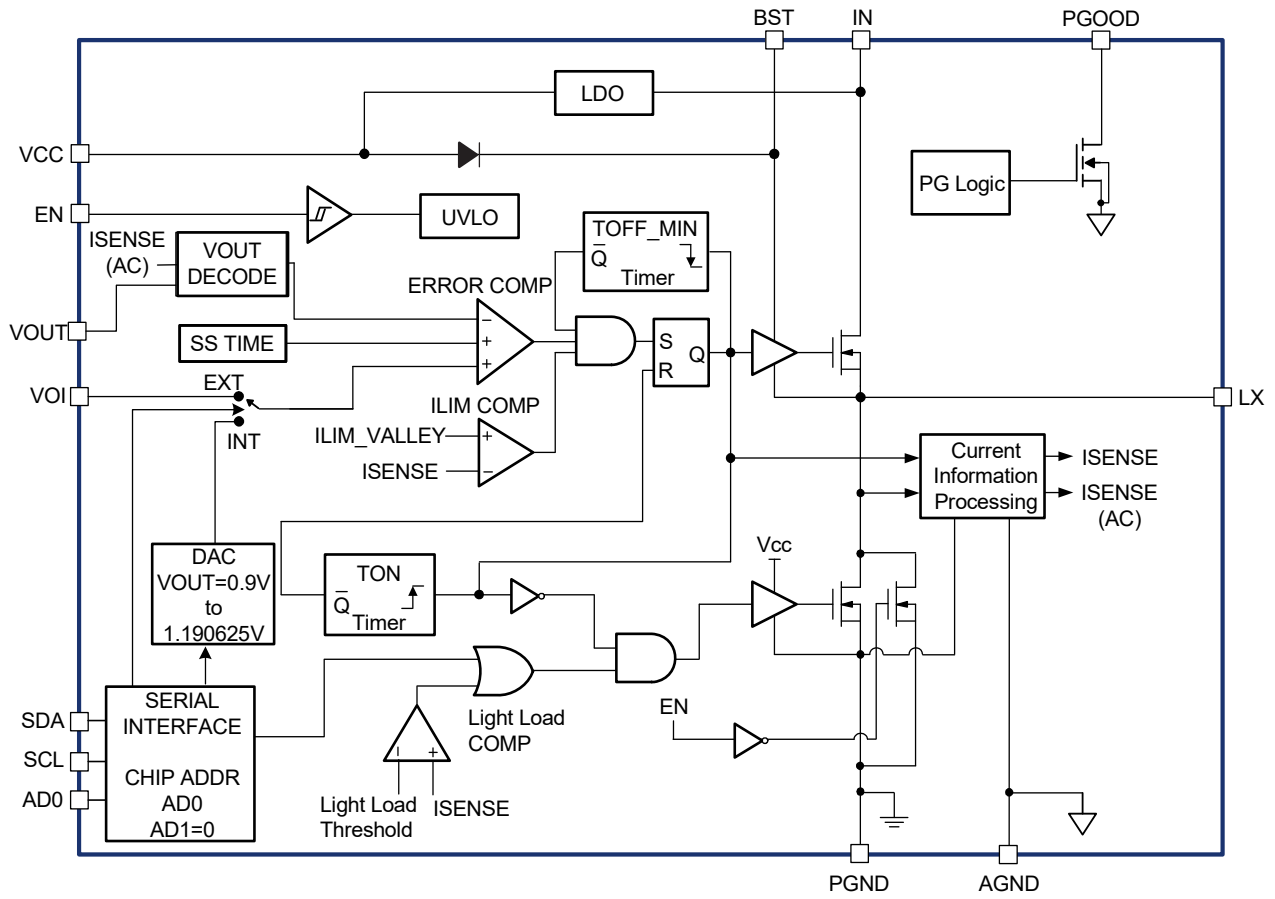 BST
IN
PGOOD
LDO
VCC
PG Logic
EN
UVLO
ISENSE
(AC)
VOUT
DECODE
TOFF_MIN
Q
Timer
ERROR COMP
VOUT
SS TIME
−
+
+
S
R
Q
VOI
EXT
INT
LX
ILIM COMP
ILIM_VALLEY
+
ISENSE
−
Current
Information
Processing
ISENSE
ISENSE
(AC)
DAC
VOUT=0.9V
to
1.190625V
TON
Q
Timer
Vcc
SDA
SCL
AD0
SERIAL
INTERFACE
CHIP ADDR
AD0
AD1=0
Light Load
COMP
EN
−
+
Light Load
Threshold
ISENSE
PGND
AGND